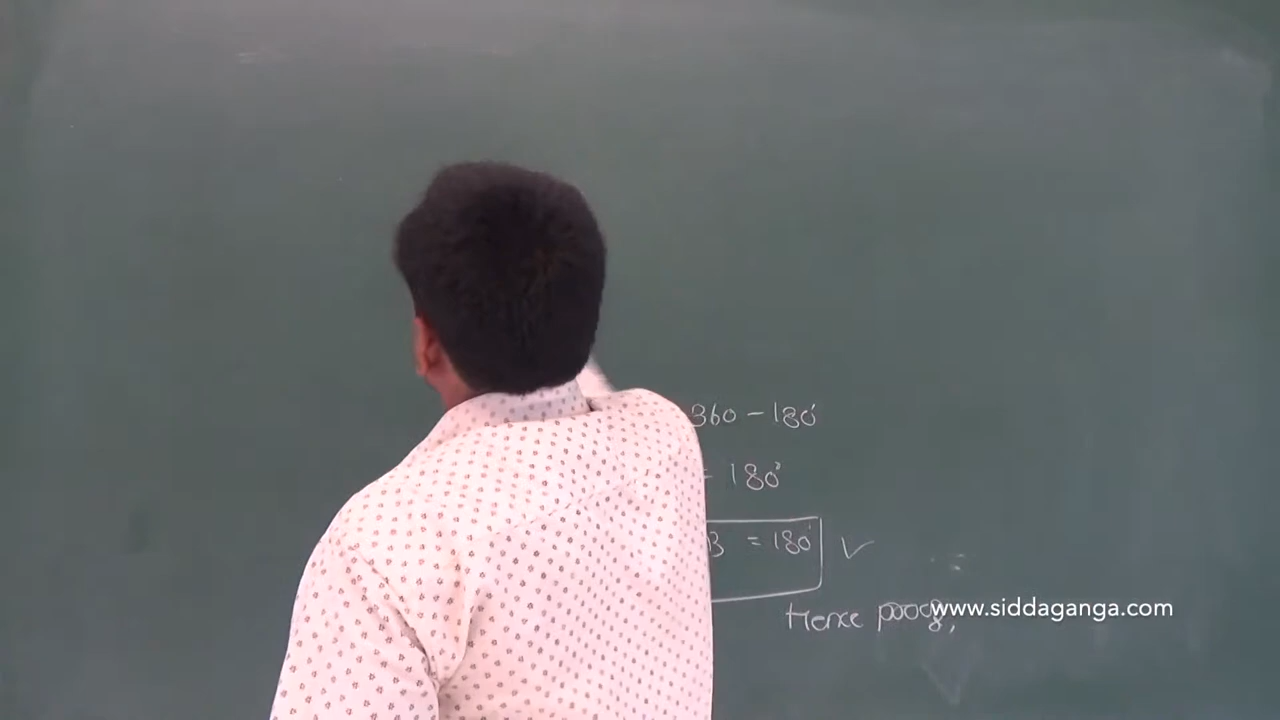 360 - 180°
= 180°
B = 180° ✓
Hence proof,
www.siddaganga.com